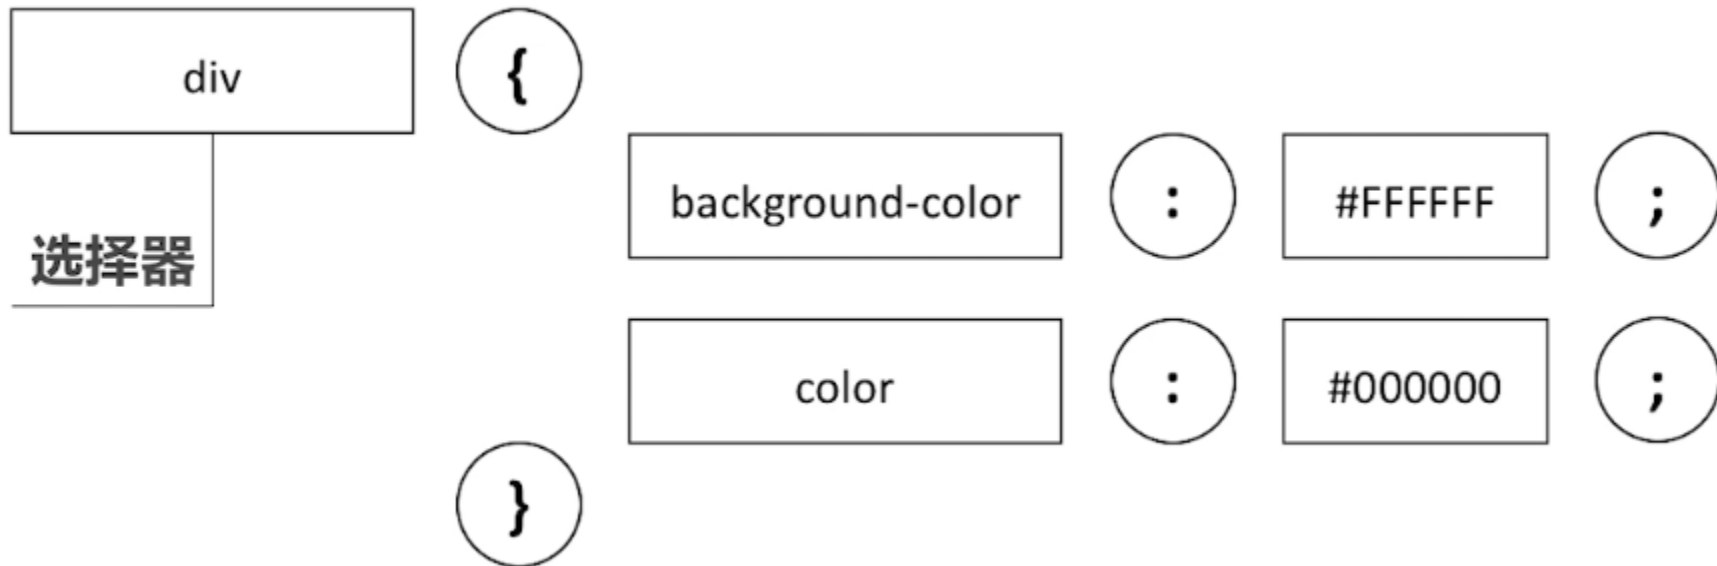 div {
background-color : #FFFFFF ;
选择器
color : #000000 ;
}